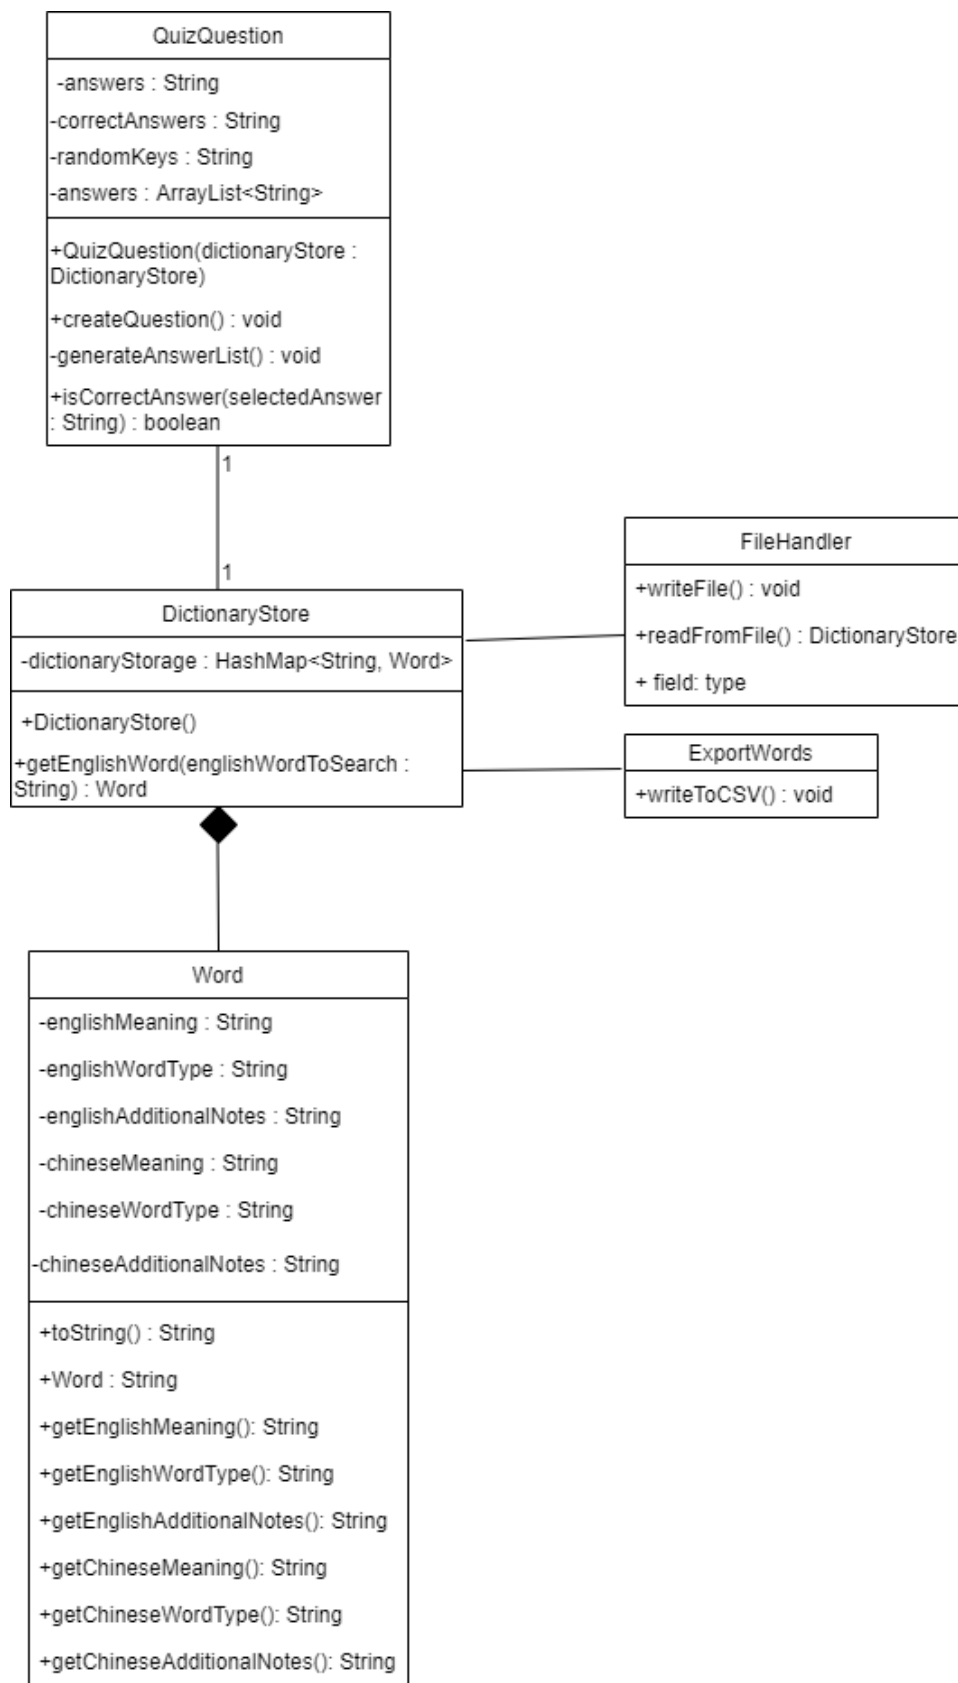 QuizQuestion
-answers : String
-correctAnswers : String
-randomKeys : String
-answers : ArrayList<String>
+QuizQuestion(dictionaryStore :
DictionaryStore)
+createQuestion() : void
-generateAnswerList() : void
+isCorrectAnswer(selectedAnswer
: String) : boolean
1
1
DictionaryStore
-dictionaryStorage : HashMap<String, Word>
+DictionaryStore()
+getEnglishWord(englishWordToSearch :
String) : Word
FileHandler
+writeFile() : void
+readFromFile() : DictionaryStore
+ field: type
ExportWords
+writeToCSV() : void
Word
-englishMeaning : String
-englishWordType : String
-englishAdditionalNotes : String
-chineseMeaning : String
-chineseWordType : String
-chineseAdditionalNotes : String
+toString() : String
+Word : String
+getEnglishMeaning(): String
+getEnglishWordType(): String
+getEnglishAdditionalNotes(): String
+getChineseMeaning(): String
+getChineseWordType(): String
+getChineseAdditionalNotes(): String